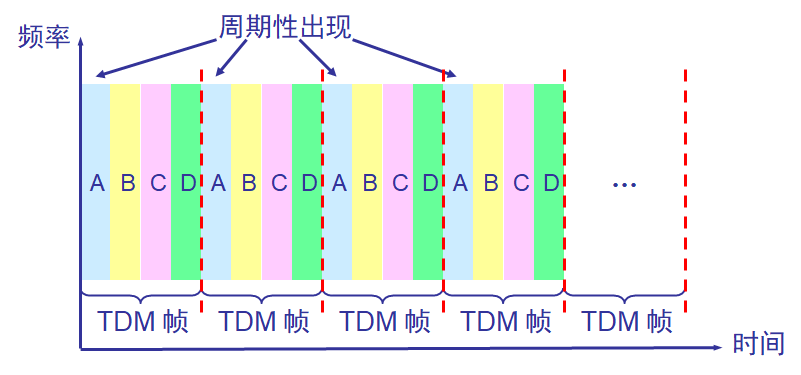 周期性出现
频率
A B C D A B C D A B C D A B C D ...
TDM 帧 TDM 帧 TDM 帧 TDM 帧 TDM 帧
时间